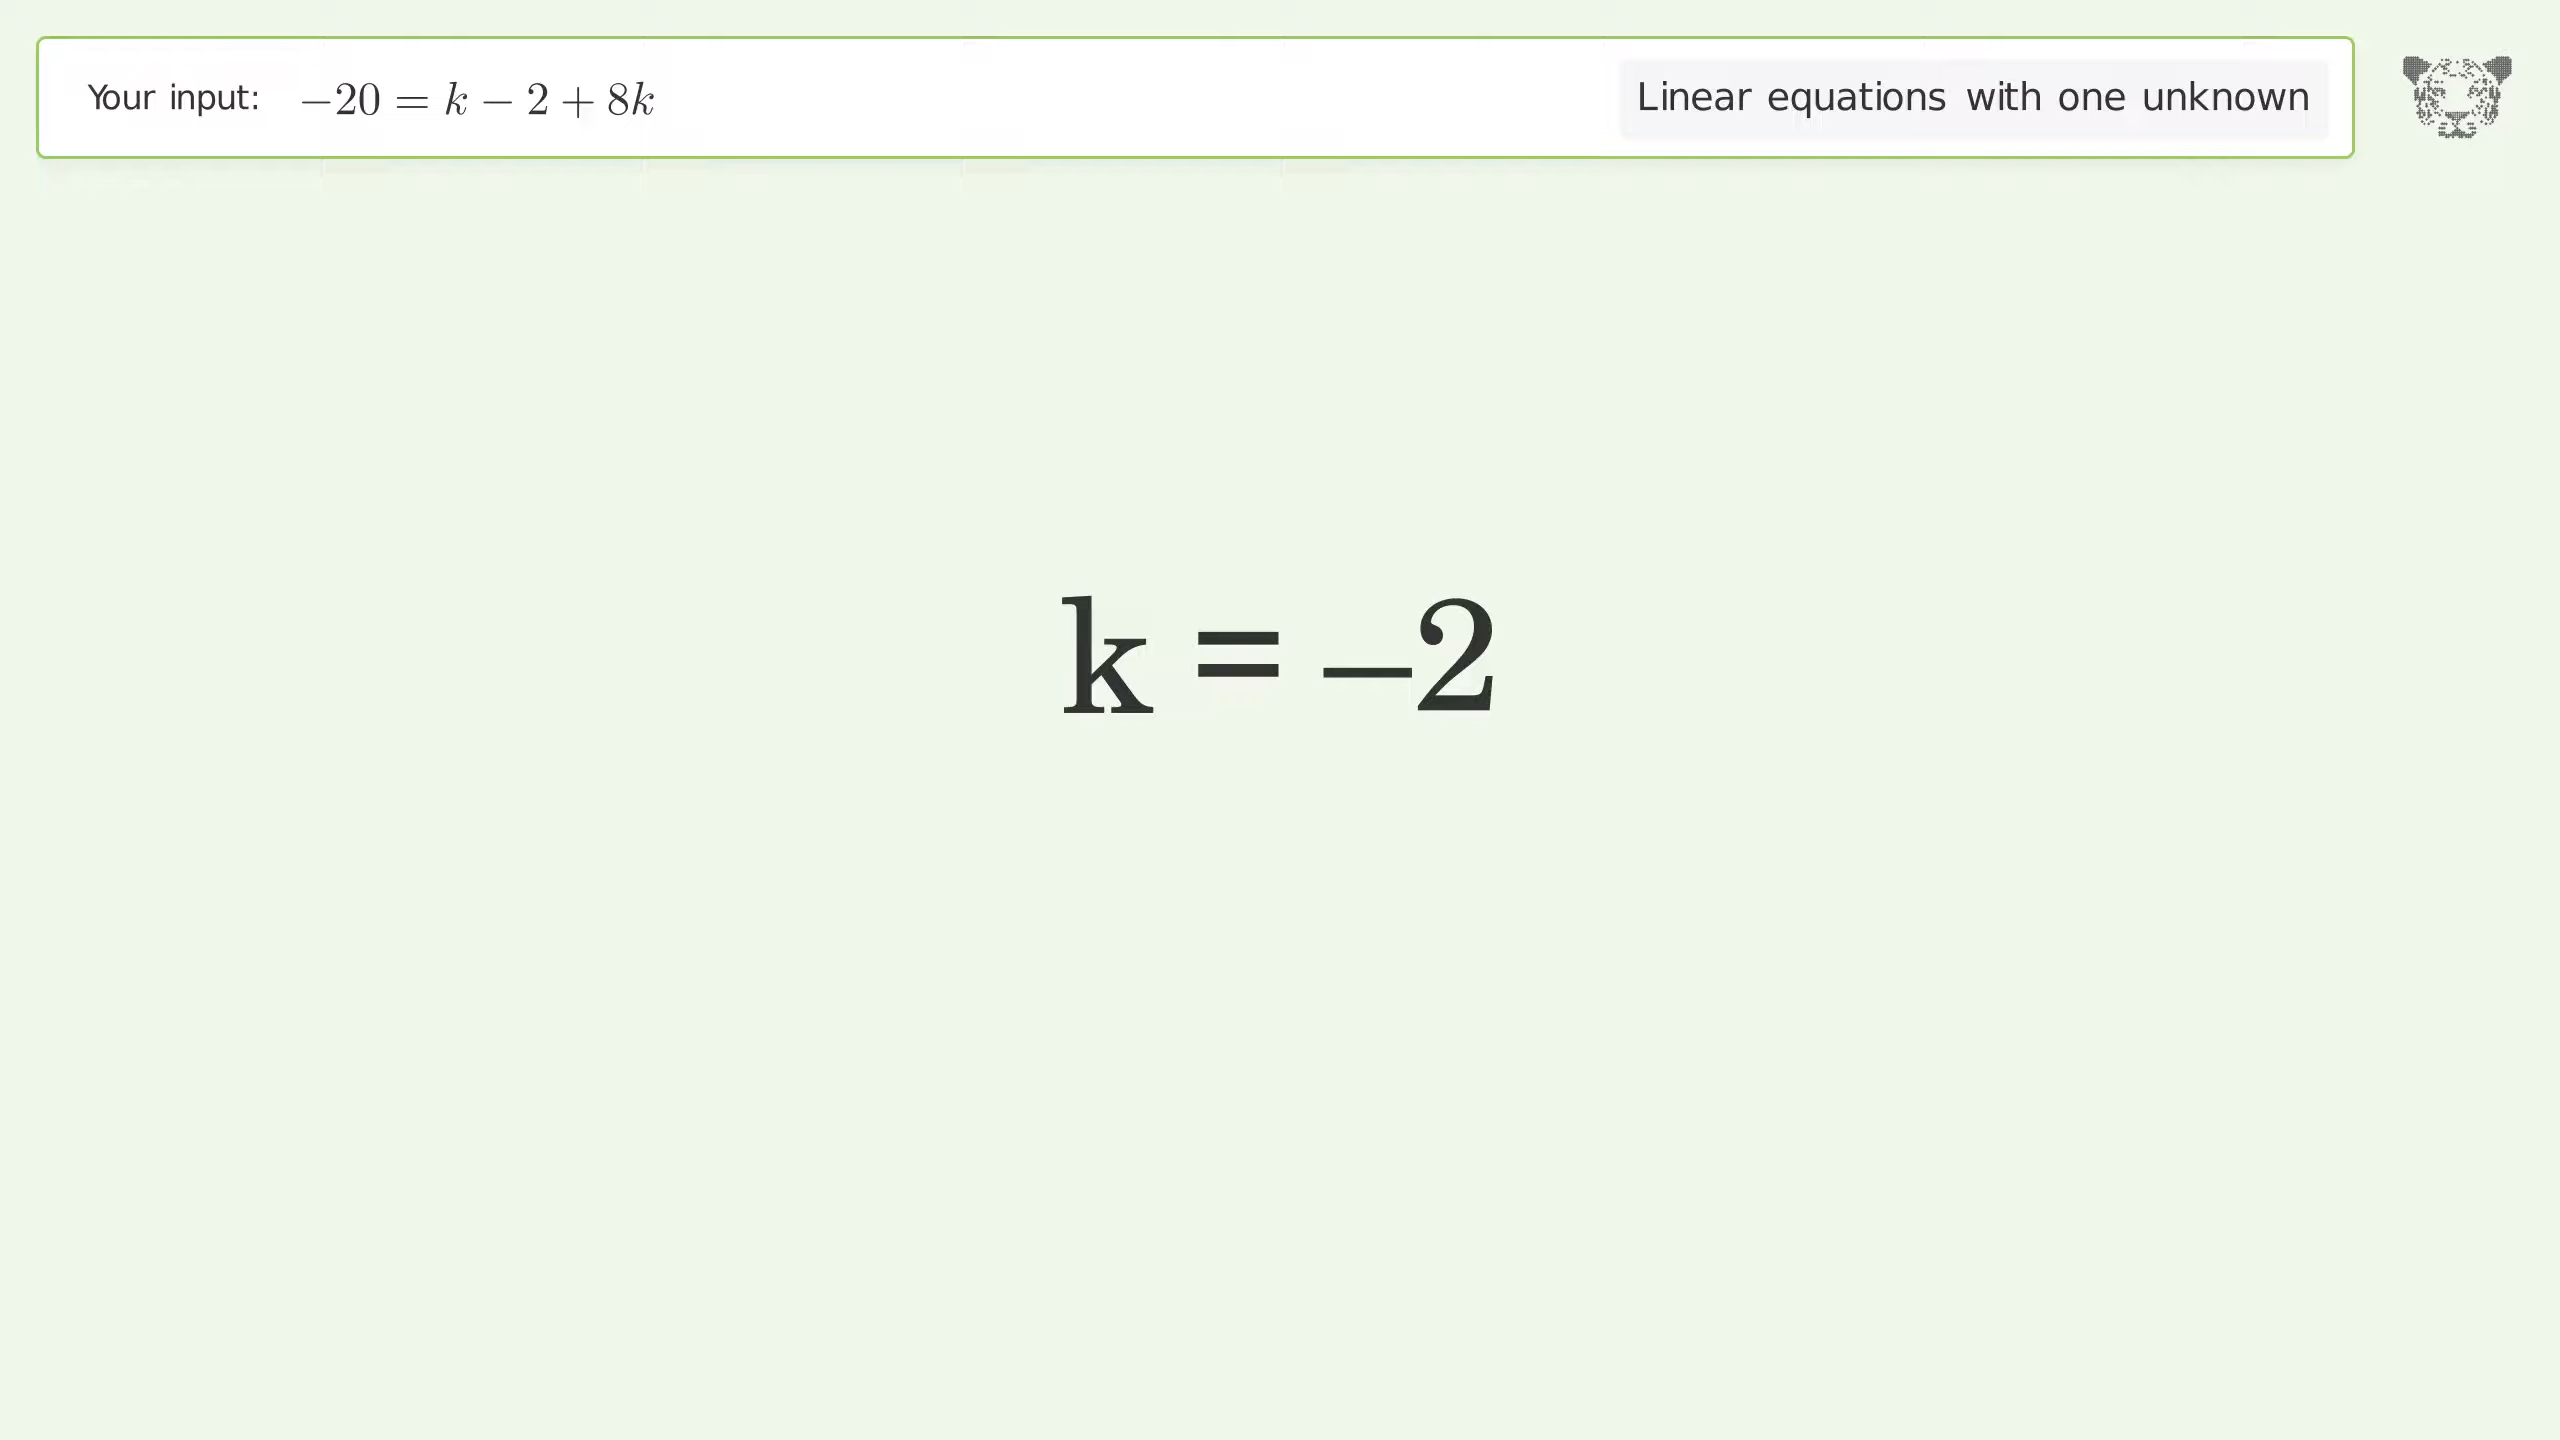 Your input: −20 = k − 2 + 8k
Linear equations with one unknown
k = −2